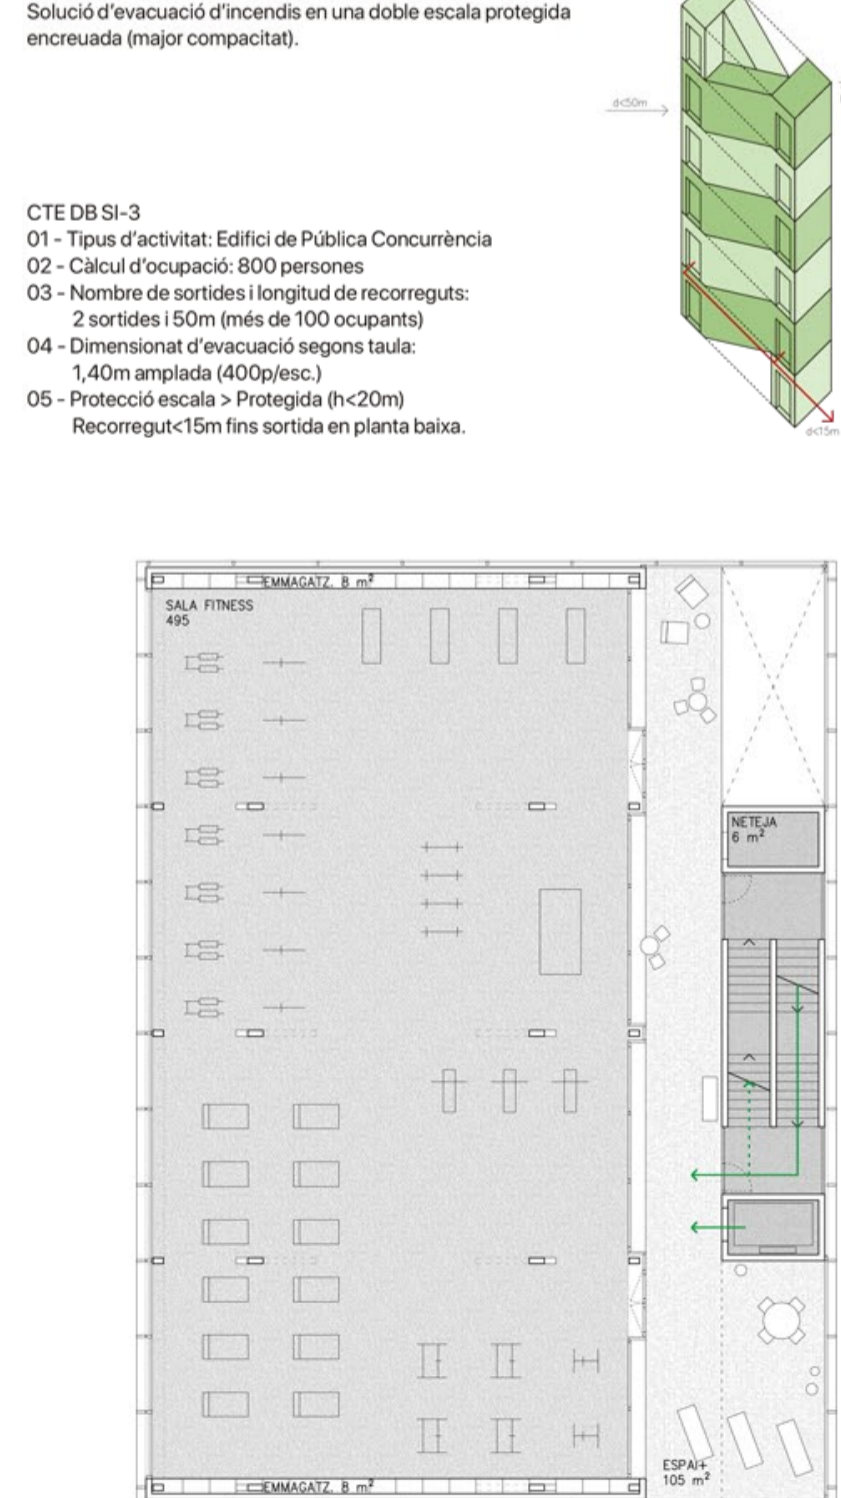 Solució d'evacuació d'incendis en una doble escala protegida
encreuada (major compacitat).
d<50m
CTE DB SI-3
01 - Tipus d'activitat: Edifici de Pública Concurrència
02 - Càlcul d'ocupació: 800 persones
03 - Nombre de sortides i longitud de recorreguts:
2 sortides i 50m (més de 100 ocupants)
04 - Dimensionat d'evacuació segons taula:
1,40m amplada (400p/esc.)
05 - Protecció escala > Protegida (h<20m)
Recorregut<15m fins sortida en planta baixa.
d<15m
EMMAGATZ. 8 m²
SALA FITNESS
495
NETEJA
6 m²
ESPAI+
105 m²
EMMAGATZ. 8 m²